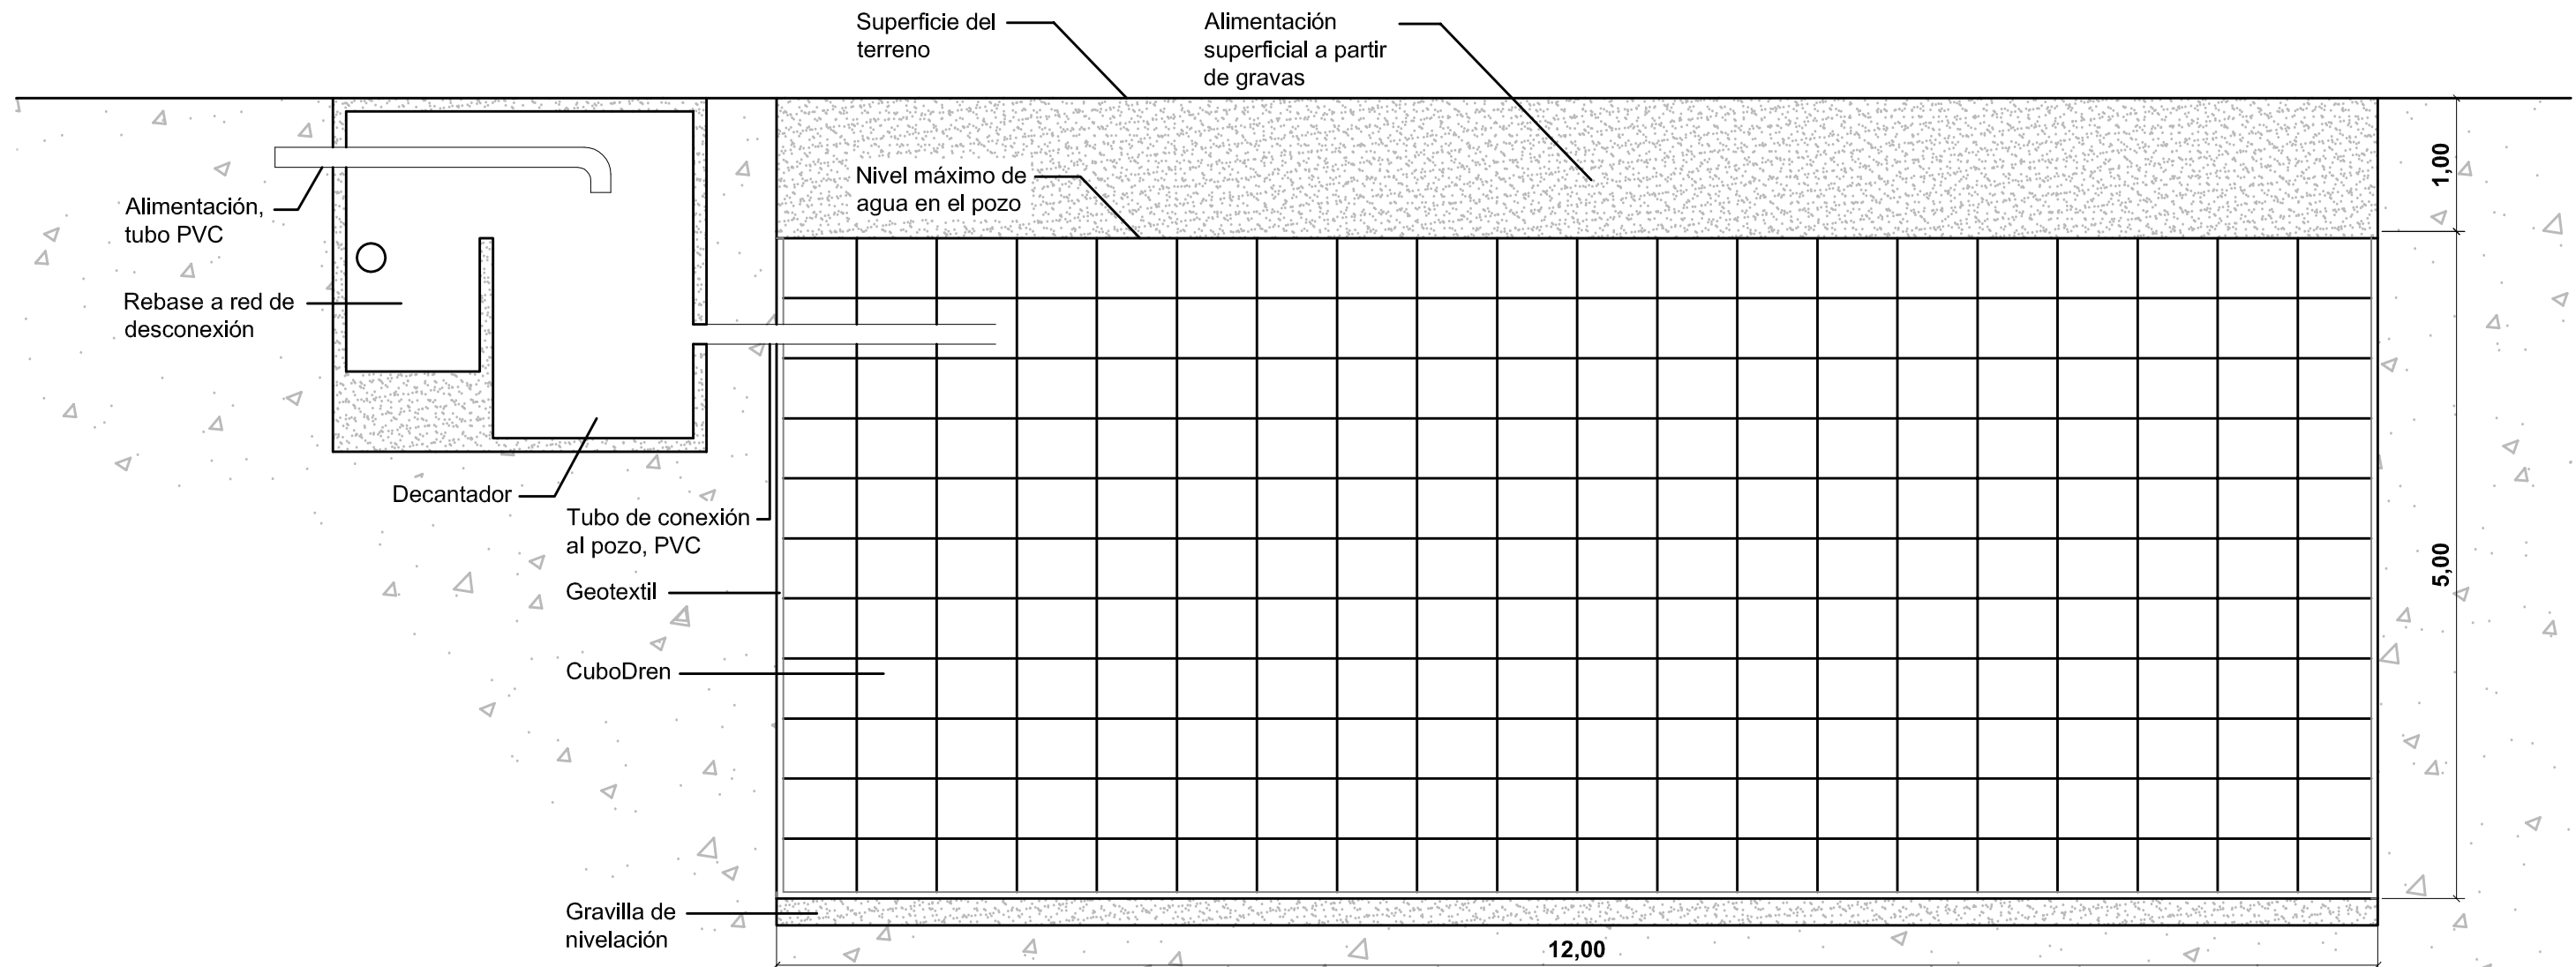 Superficie del
terreno
Alimentación
superficial a partir
de gravas
1,00
Nivel máximo de
agua en el pozo
Alimentación,
tubo PVC
Rebase a red de
desconexión
Decantador
Tubo de conexión
al pozo, PVC
5,00
Geotextil
CuboDren
Gravilla de
nivelación
12,00